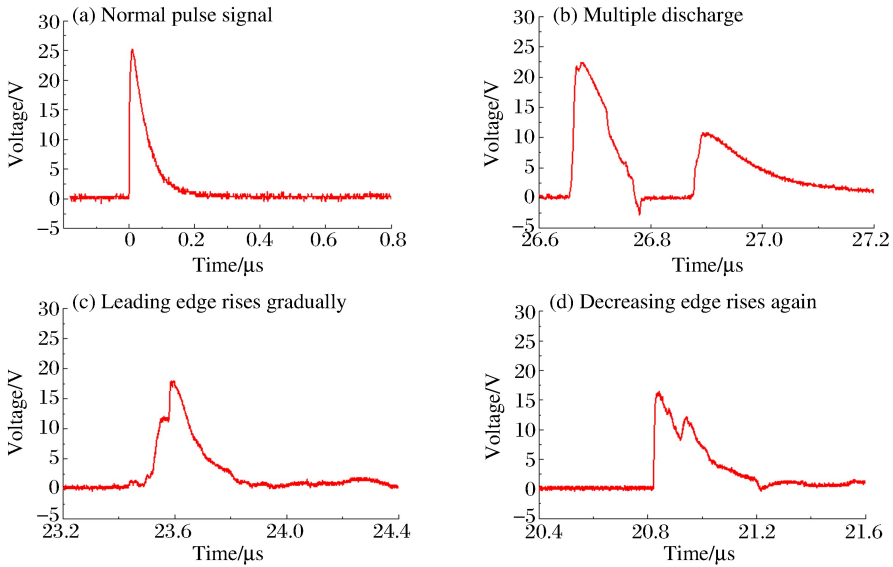 (a) Normal pulse signal
30
25
20
15
10
5
0
−5
Voltage/V
0 0.2 0.4 0.6 0.8
Time/μs
(b) Multiple discharge
30
25
20
15
10
5
0
−5
Voltage/V
26.6 26.8 27.0 27.2
Time/μs
(c) Leading edge rises gradually
30
25
20
15
10
5
0
−5
Voltage/V
23.2 23.6 24.0 24.4
Time/μs
(d) Decreasing edge rises again
30
25
20
15
10
5
0
−5
Voltage/V
20.4 20.8 21.2 21.6
Time/μs